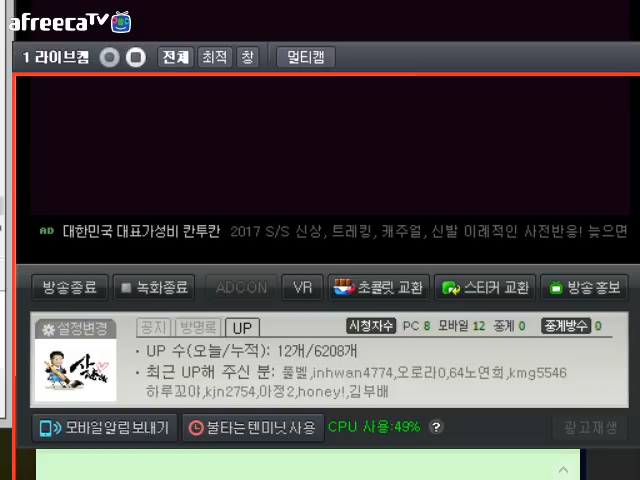 afreecaTV
1 라이브캠 전체 최적 창 멀티캠
AD 대한민국 대표가성비 칸투칸 2017 S/S 신상, 트레킹, 캐주얼, 신발 이례적인 사전반응! 늦으면
방송종료 녹화종료 ADCON VR 초콜릿 교환 스티커 교환 방송홍보
설정변경 공지 방명록 UP 시청자수 PC 8 모바일 12 중계 0 중계방수 0
· UP 수(오늘/누적): 12개/6208개
· 최근 UP해 주신 분: 풀벨,inhwan4774,오로라0,64노연희,kmg5546
하루꼬야,kjn2754,아정2,honey!,김부배
모바일알림보내기 불타는텐미닛사용 CPU 사용:49% ? 광고재생